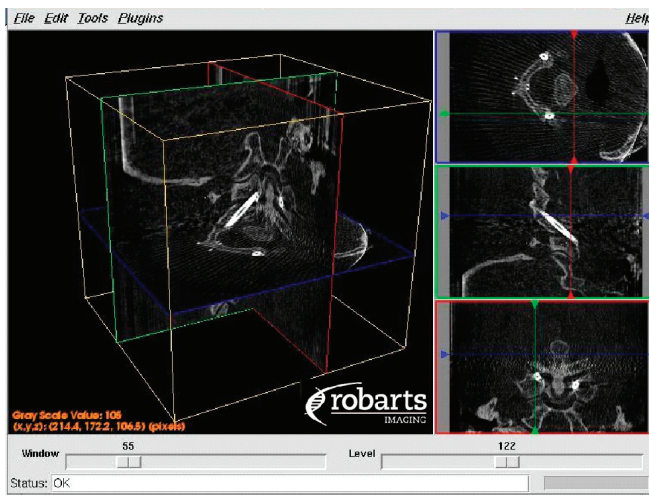 File Edit Tools Plugins Help
robarts
IMAGING
Gray Scale Value: 105
(x,y,z): (214.4, 172.2, 106.5) (pixels)
Window 55 Level 122
Status: OK